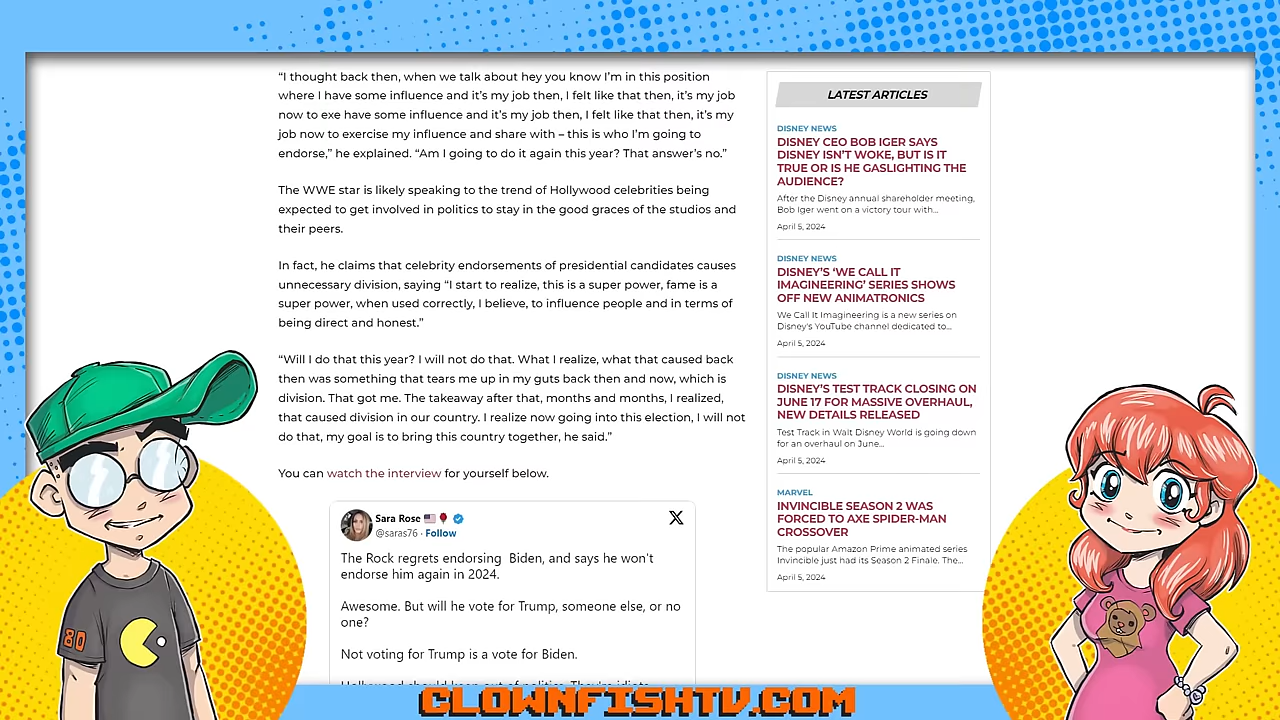 “I thought back then, when we talk about hey you know I’m in this position
where I have some influence and it’s my job then, I felt like that then, it’s my job
now to exe have some influence and it’s my job then, I felt like that then, it’s my
job now to exercise my influence and share with – this is who I’m going to
endorse,” he explained. “Am I going to do it again this year? That answer’s no.”
The WWE star is likely speaking to the trend of Hollywood celebrities being
expected to get involved in politics to stay in the good graces of the studios and
their peers.
In fact, he claims that celebrity endorsements of presidential candidates causes
unnecessary division, saying “I start to realize, this is a super power, fame is a
super power, when used correctly, I believe, to influence people and in terms of
being direct and honest.”
“Will I do that this year? I will not do that. What I realize, what that caused back
then was something that tears me up in my guts back then and now, which is
division. That got me. The takeaway after that, months and months, I realized,
that caused division in our country. I realize now going into this election, I will not
do that, my goal is to bring this country together, he said.”
You can watch the interview for yourself below.
Sara Rose
@saras76 · Follow
The Rock regrets endorsing Biden, and says he won't
endorse him again in 2024.
Awesome. But will he vote for Trump, someone else, or no
one?
Not voting for Trump is a vote for Biden.
Hollywood should keep out of politics. They're idiots
LATEST ARTICLES
DISNEY NEWS
DISNEY CEO BOB IGER SAYS
DISNEY ISN’T WOKE, BUT IS IT
TRUE OR IS HE GASLIGHTING THE
AUDIENCE?
After the Disney annual shareholder meeting,
Bob Iger went on a victory tour with…
April 5, 2024
DISNEY NEWS
DISNEY’S ‘WE CALL IT
IMAGINEERING’ SERIES SHOWS
OFF NEW ANIMATRONICS
We Call It Imagineering is a new series on
Disney's YouTube channel dedicated to…
April 5, 2024
DISNEY NEWS
DISNEY’S TEST TRACK CLOSING ON
JUNE 17 FOR MASSIVE OVERHAUL,
NEW DETAILS RELEASED
Test Track in Walt Disney World is going down
for an overhaul on June…
April 5, 2024
MARVEL
INVINCIBLE SEASON 2 WAS
FORCED TO AXE SPIDER-MAN
CROSSOVER
The popular Amazon Prime animated series
Invincible just had its Season 2 Finale. The…
April 5, 2024
80
CLOWNFISHTV.COM